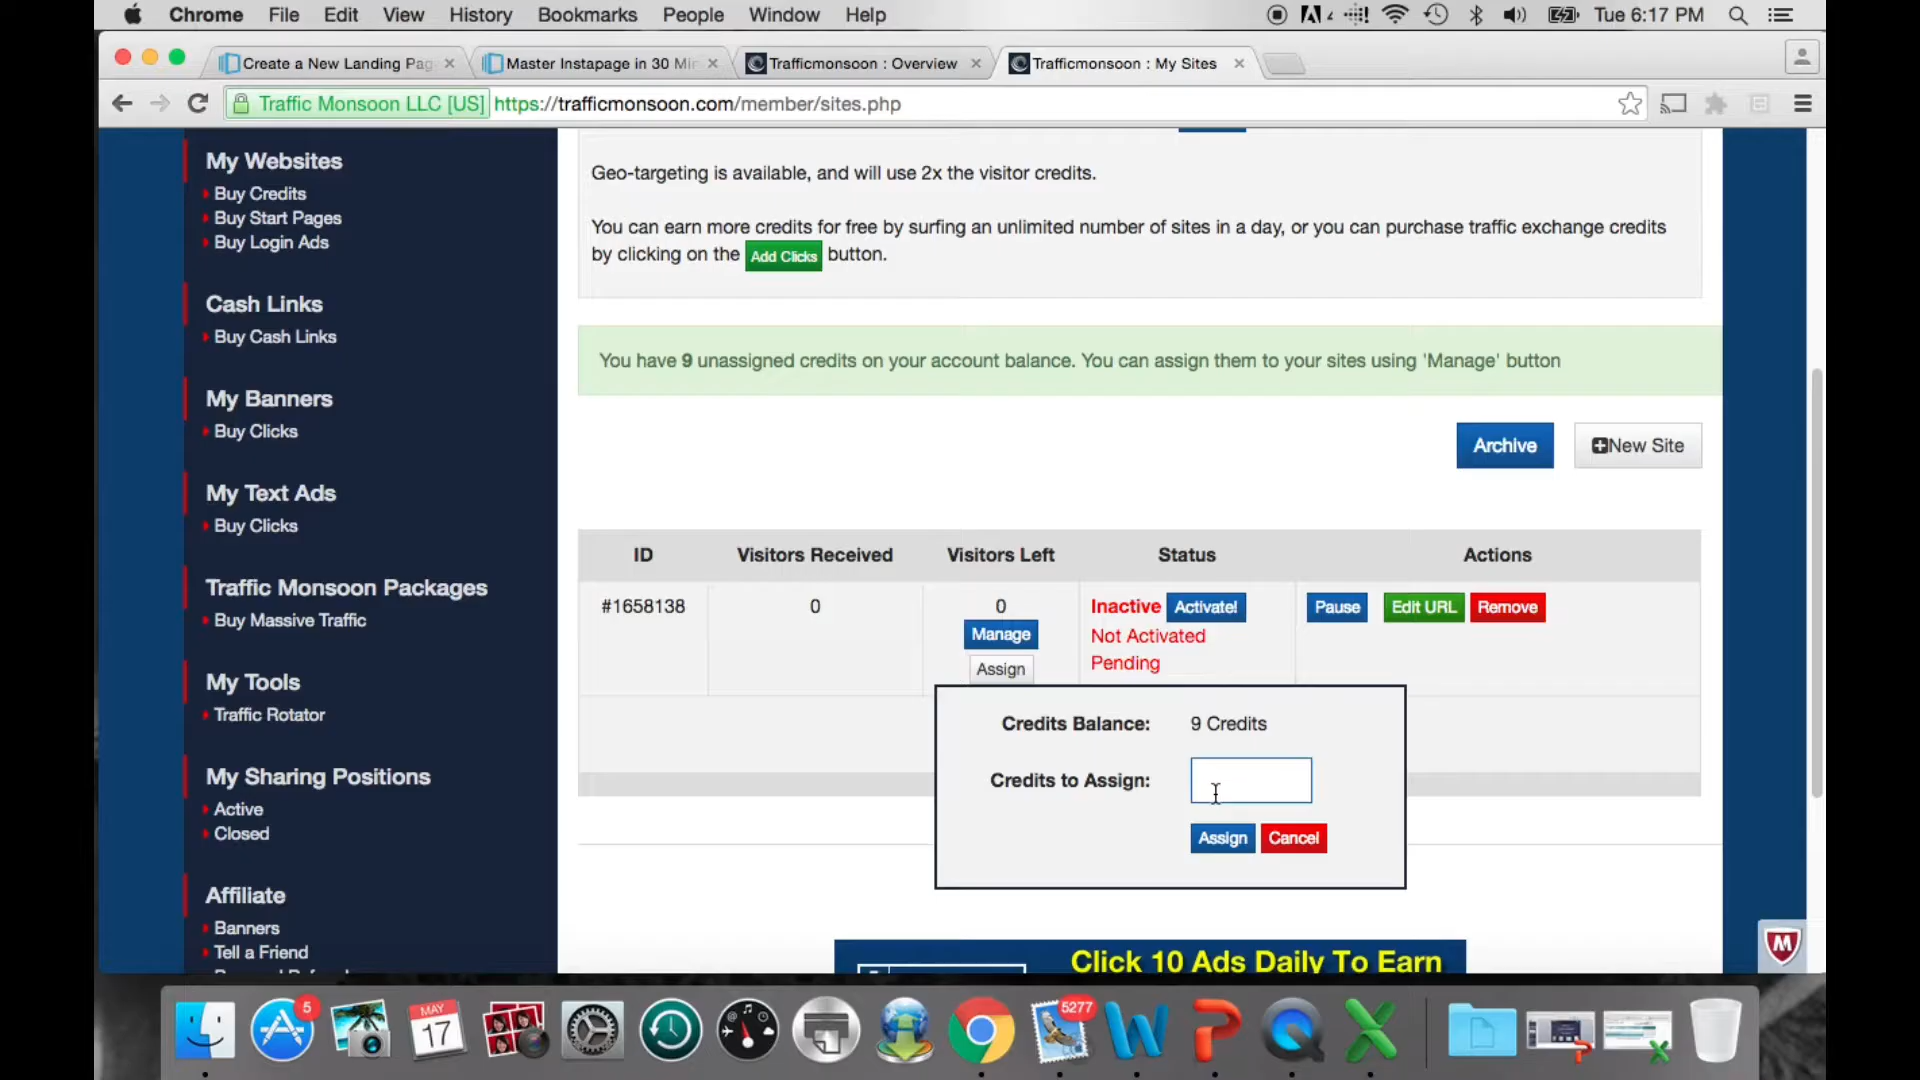 Chrome File Edit View History Bookmarks People Window Help 4 Tue 6:17 PM
Create a New Landing Pag
Master Instapage in 30 Min
Trafficmonsoon : Overview
Trafficmonsoon : My Sites
Traffic Monsoon LLC [US] https://trafficmonsoon.com/member/sites.php
My Websites
Buy Credits
Buy Start Pages
Buy Login Ads
Cash Links
Buy Cash Links
My Banners
Buy Clicks
My Text Ads
Buy Clicks
Traffic Monsoon Packages
Buy Massive Traffic
My Tools
Traffic Rotator
My Sharing Positions
Active
Closed
Affiliate
Banners
Tell a Friend
Geo-targeting is available, and will use 2x the visitor credits.
You can earn more credits for free by surfing an unlimited number of sites in a day, or you can purchase traffic exchange credits
by clicking on the Add Clicks button.
You have 9 unassigned credits on your account balance. You can assign them to your sites using 'Manage' button
Archive
New Site
ID Visitors Received Visitors Left Status Actions
#1658138 0 0 Inactive Activate! Pause Edit URL Remove
Manage Not Activated
Assign Pending
Credits Balance: 9 Credits
Credits to Assign:
Assign Cancel
Click 10 Ads Daily To Earn
5
MAY
17
5277